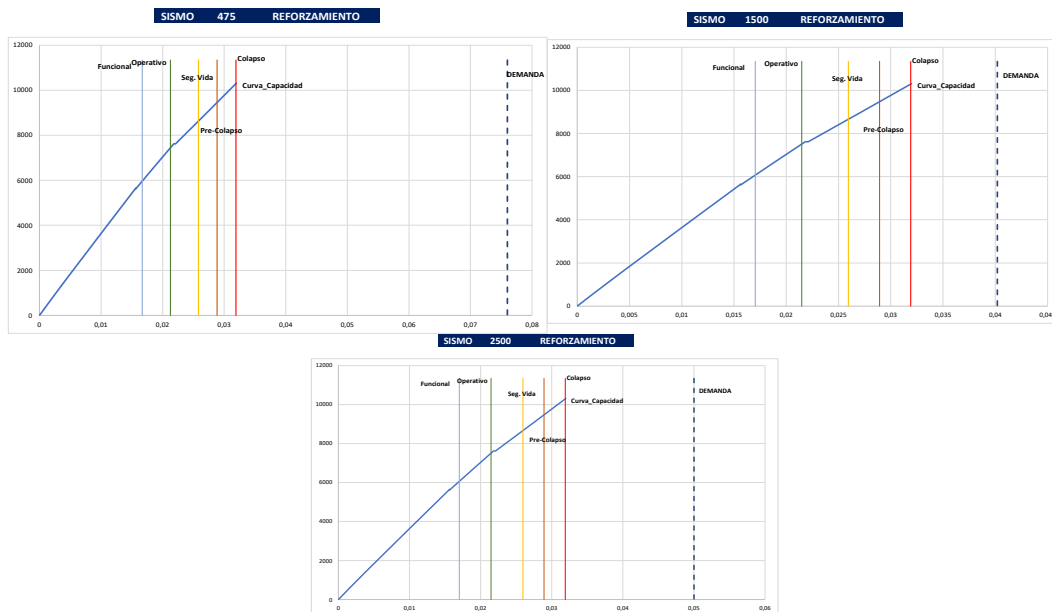 SISMO 475 REFORZAMIENTO
12000
10000
8000
6000
4000
2000
0
Funcional
Operativo
Colapso
Seg. Vida
DEMANDA
Curva_Capacidad
Pre-Colapso
0 0,01 0,02 0,03 0,04 0,05 0,06 0,07 0,08
SISMO 1500 REFORZAMIENTO
12000
10000
8000
6000
4000
2000
0
Funcional
Operativo
Colapso
Seg. Vida
DEMANDA
Curva_Capacidad
Pre-Colapso
0 0,005 0,01 0,015 0,02 0,025 0,03 0,035 0,04
SISMO 2500 REFORZAMIENTO
12000
10000
8000
6000
4000
2000
0
Funcional
Operativo
Colapso
Seg. Vida
DEMANDA
Curva_Capacidad
Pre-Colapso
0 0,01 0,02 0,03 0,04 0,05 0,06